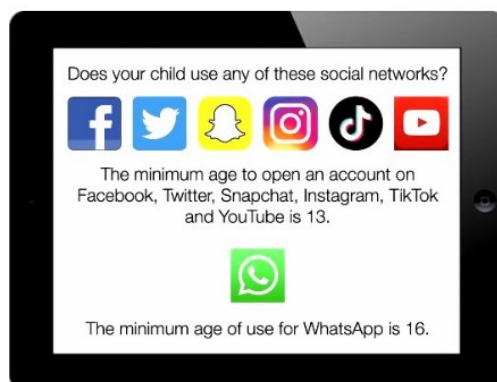 Does your child use any of these social networks?
The minimum age to open an account on
Facebook, Twitter, Snapchat, Instagram, TikTok
and YouTube is 13.
The minimum age of use for WhatsApp is 16.